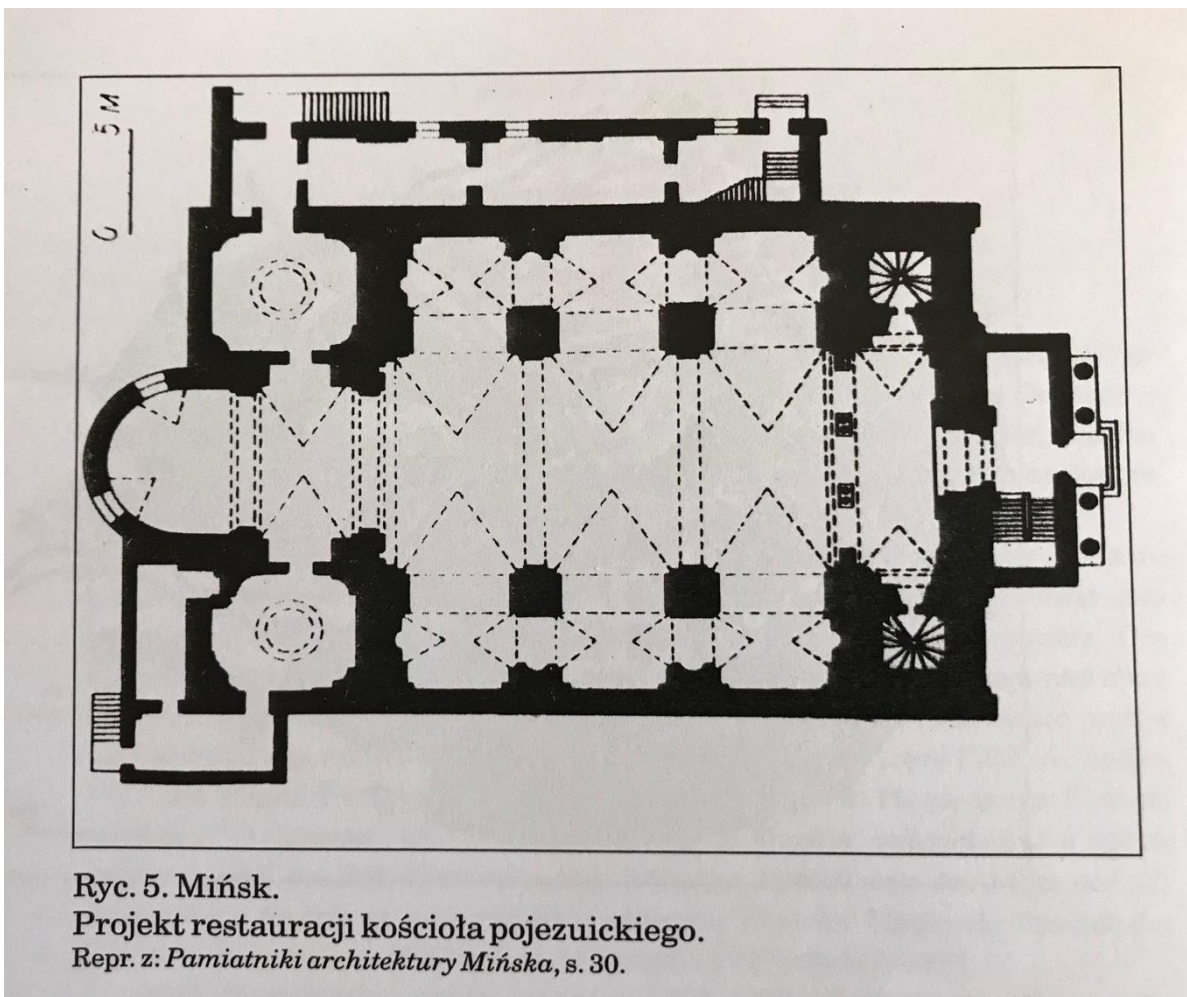 0 5 M
Ryc. 5. Mińsk.
Projekt restauracji kościoła pojezuickiego.
Repr. z: Pamiatniki architektury Mińska, s. 30.